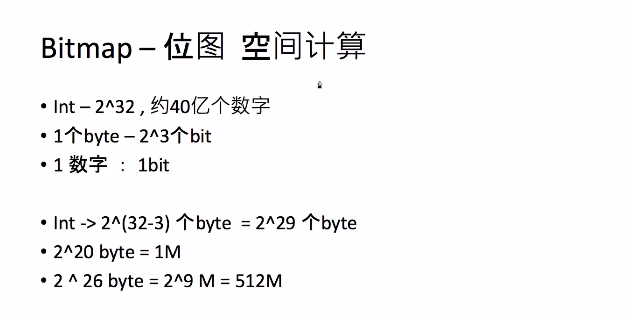 Bitmap – 位图 空间计算
• Int – 2^32 , 约40亿个数字
• 1个byte – 2^3个bit
• 1 数字 ： 1bit
• Int -> 2^(32-3) 个byte = 2^29 个byte
• 2^20 byte = 1M
• 2 ^ 26 byte = 2^9 M = 512M